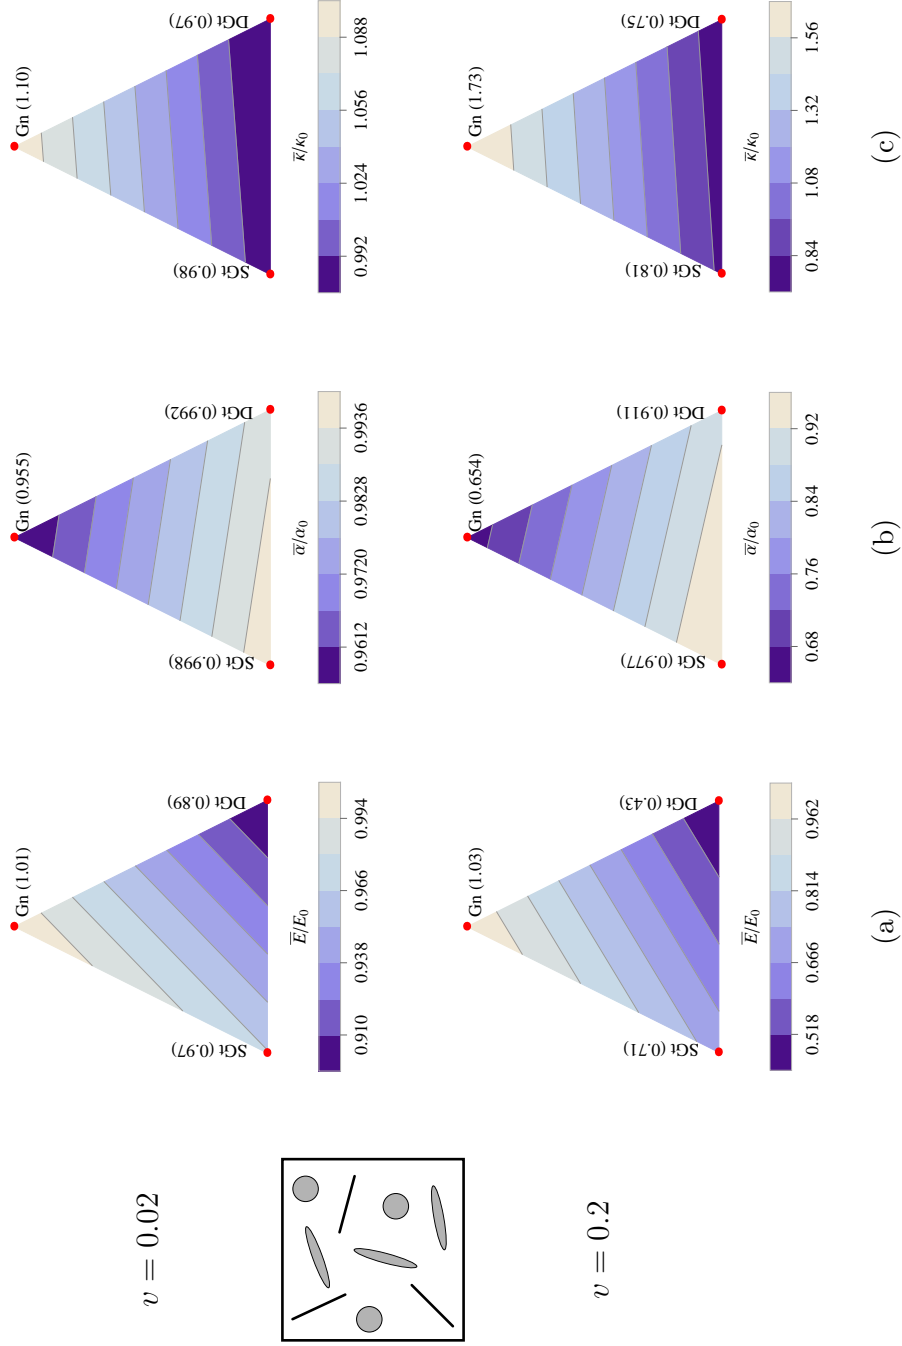 v = 0.02
Gn (1.01)
SGt (0.97)
DGt (0.89)
E̅/E₀
0.910 0.938 0.966 0.994
Gn (0.955)
SGt (0.998)
DGt (0.992)
α̅/α₀
0.9612 0.9720 0.9828 0.9936
Gn (1.10)
SGt (0.98)
DGt (0.97)
κ̅/κ₀
0.992 1.024 1.056 1.088
v = 0.2
Gn (1.03)
SGt (0.71)
DGt (0.43)
E̅/E₀
0.518 0.666 0.814 0.962
Gn (0.654)
SGt (0.977)
DGt (0.911)
α̅/α₀
0.68 0.76 0.84 0.92
Gn (1.73)
SGt (0.81)
DGt (0.75)
κ̅/κ₀
0.84 1.08 1.32 1.56
(a) (b) (c)